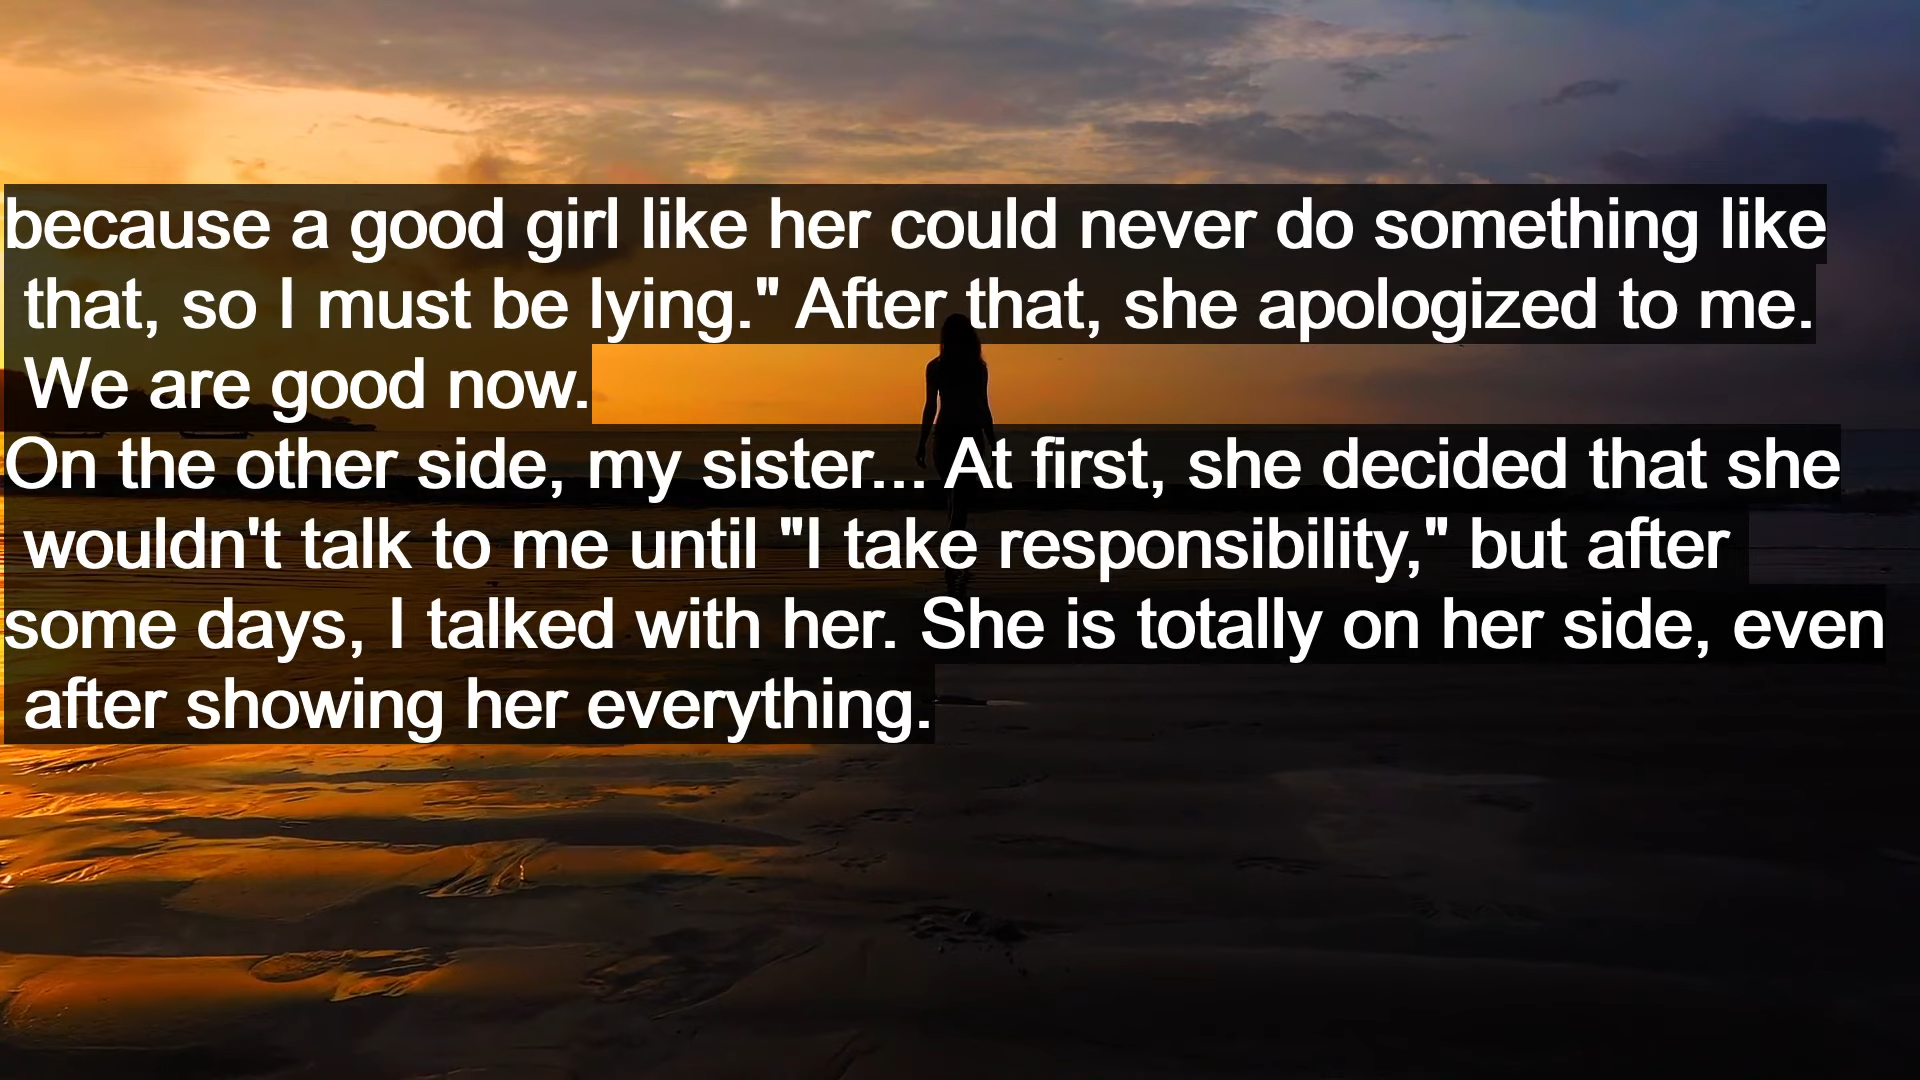 because a good girl like her could never do something like
that, so I must be lying." After that, she apologized to me.
We are good now.
On the other side, my sister... At first, she decided that she
wouldn't talk to me until "I take responsibility," but after
some days, I talked with her. She is totally on her side, even
after showing her everything.